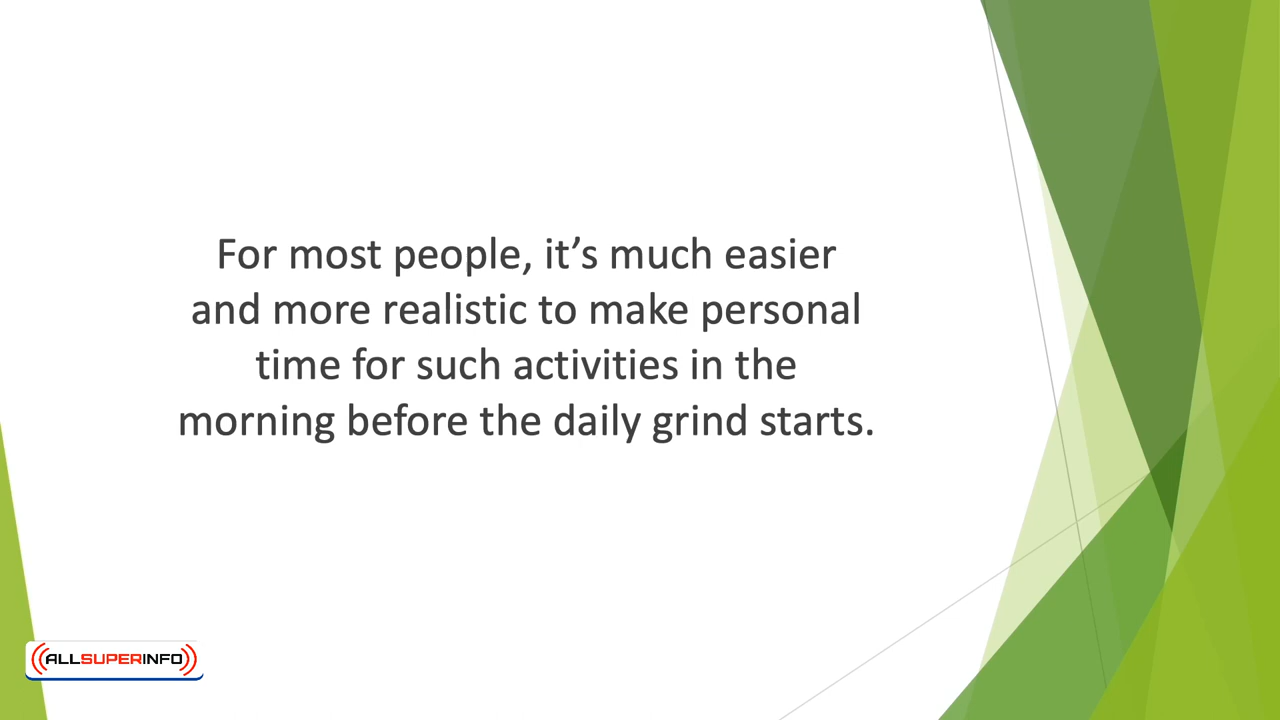 For most people, it’s much easier
and more realistic to make personal
time for such activities in the
morning before the daily grind starts.
ALLSUPERINFO